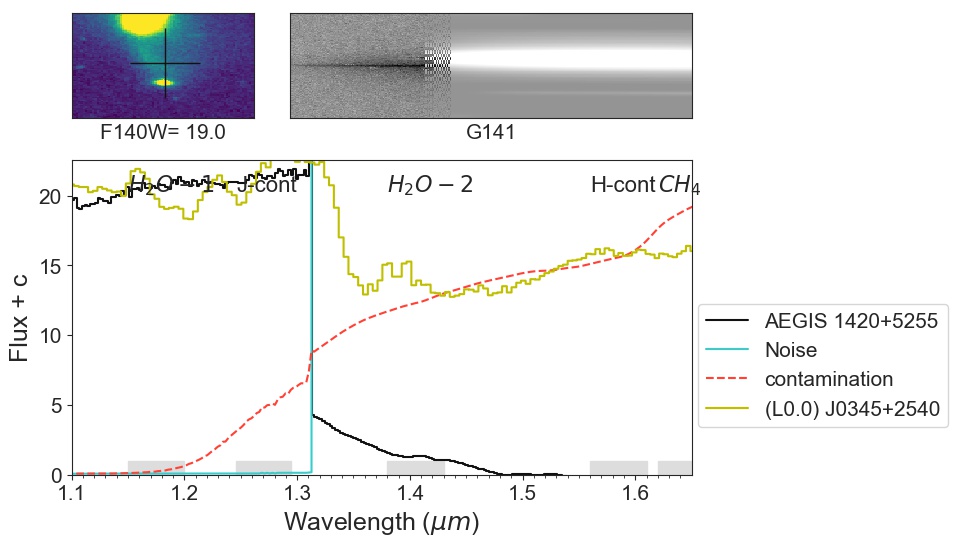 F140W= 19.0
G141
H₂O − 1
J-cont
H₂O − 2
H-cont
CH₄
20
15
10
5
0
Flux + c
1.1
1.2
1.3
1.4
1.5
1.6
Wavelength (μm)
AEGIS 1420+5255
Noise
contamination
(L0.0) J0345+2540